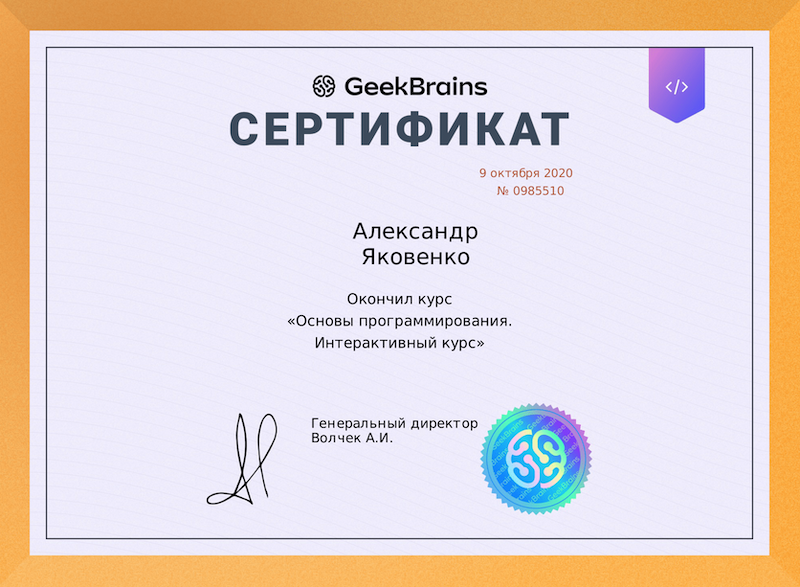 GeekBrains
</>
СЕРТИФИКАТ
9 октября 2020
№ 0985510
Александр
Яковенко
Окончил курс
«Основы программирования.
Интерактивный курс»
Генеральный директор
Волчек А.И.